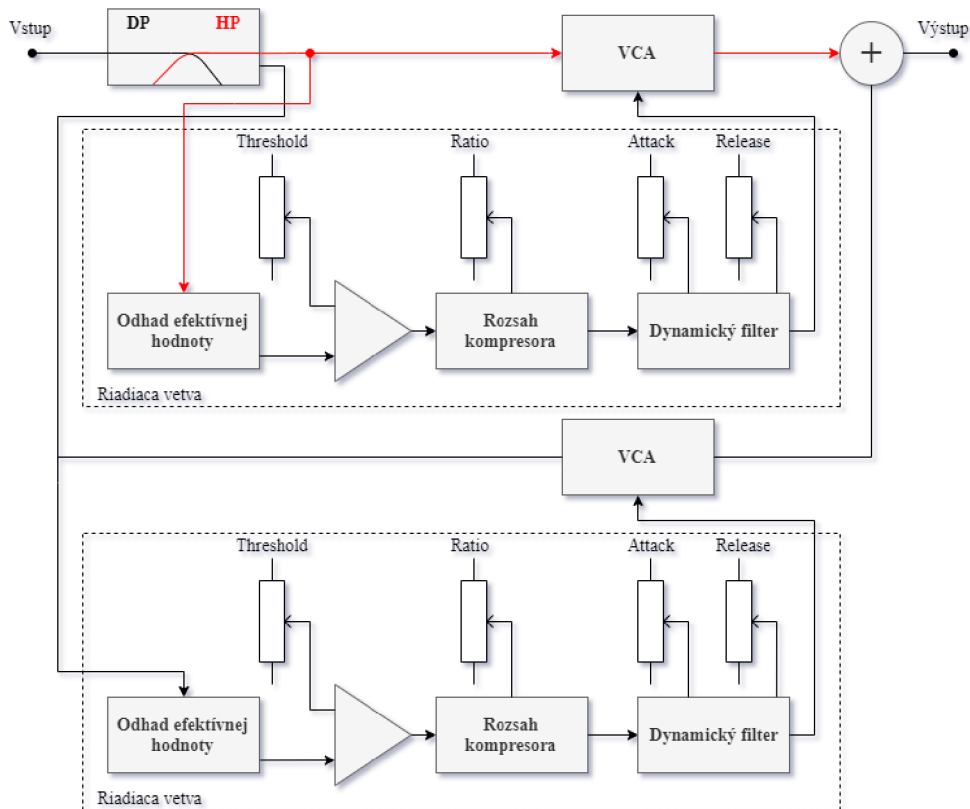 Vstup
DP
HP
VCA
+
Výstup
Threshold
Ratio
Attack
Release
Odhad efektívnej
hodnoty
Rozsah
kompresora
Dynamický filter
Riadiaca vetva
VCA
Threshold
Ratio
Attack
Release
Odhad efektívnej
hodnoty
Rozsah
kompresora
Dynamický filter
Riadiaca vetva